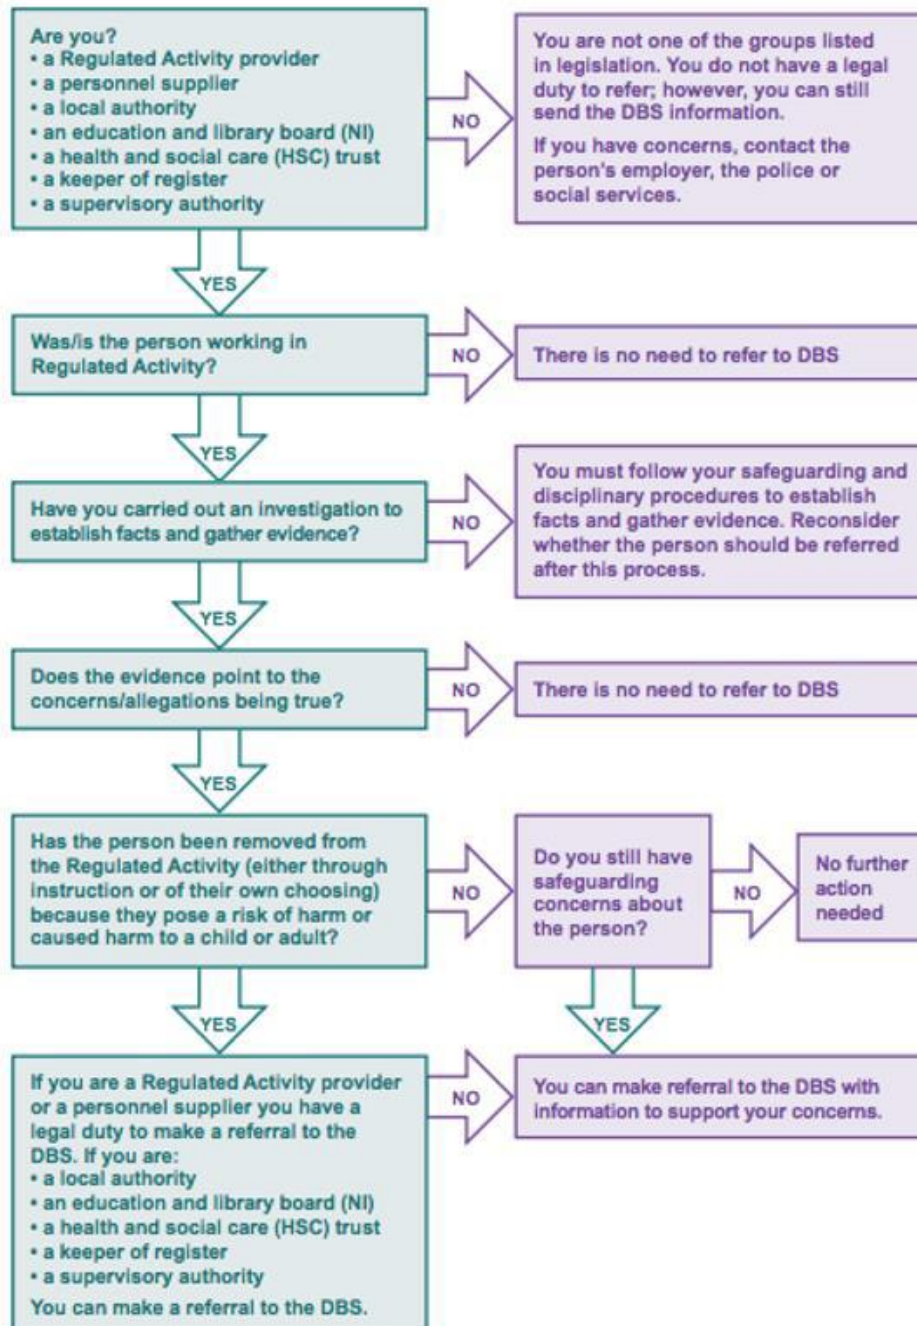 Are you?
• a Regulated Activity provider
• a personnel supplier
• a local authority
• an education and library board (NI)
• a health and social care (HSC) trust
• a keeper of register
• a supervisory authority
NO
You are not one of the groups listed
in legislation. You do not have a legal
duty to refer; however, you can still
send the DBS information.
If you have concerns, contact the
person's employer, the police or
social services.
YES
Was/is the person working in
Regulated Activity?
NO
There is no need to refer to DBS
YES
Have you carried out an investigation to
establish facts and gather evidence?
NO
You must follow your safeguarding and
disciplinary procedures to establish
facts and gather evidence. Reconsider
whether the person should be referred
after this process.
YES
Does the evidence point to the
concerns/allegations being true?
NO
There is no need to refer to DBS
YES
Has the person been removed from
the Regulated Activity (either through
instruction or of their own choosing)
because they pose a risk of harm or
caused harm to a child or adult?
NO
Do you still have
safeguarding
concerns about
the person?
NO
No further
action
needed
YES
YES
If you are a Regulated Activity provider
or a personnel supplier you have a
legal duty to make a referral to the
DBS. If you are:
• a local authority
• an education and library board (NI)
• a health and social care (HSC) trust
• a keeper of register
• a supervisory authority
You can make a referral to the DBS.
NO
You can make referral to the DBS with
information to support your concerns.